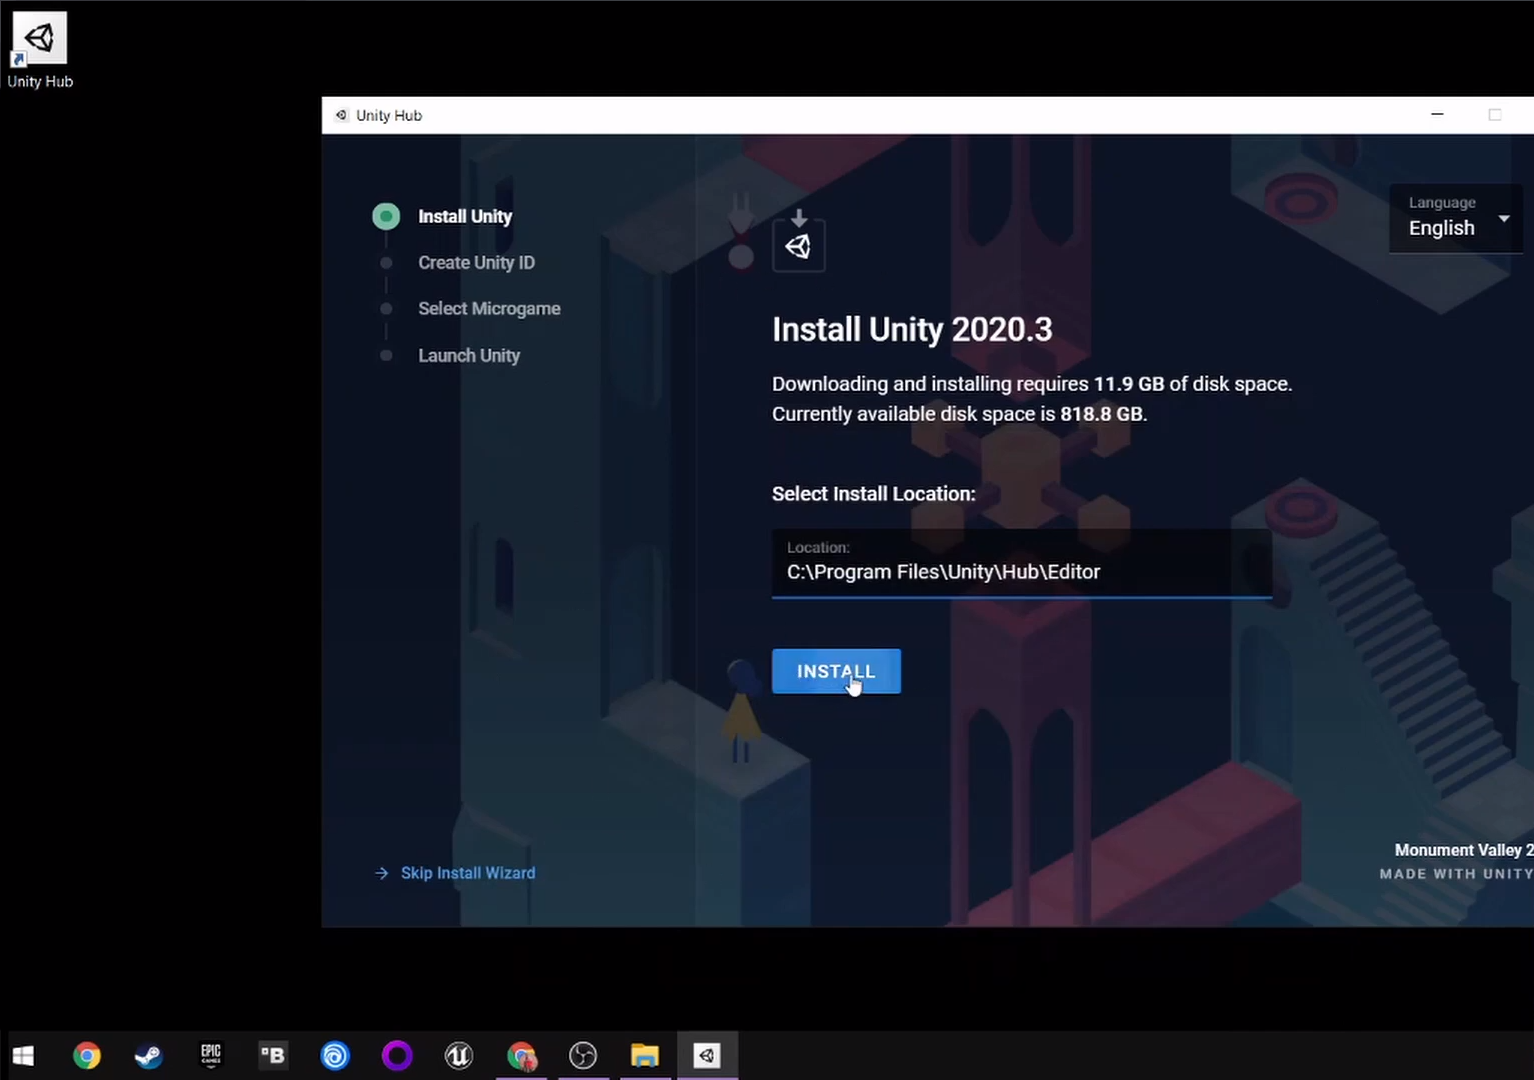 Unity Hub
Unity Hub
Install Unity
Create Unity ID
Select Microgame
Launch Unity
Language
English
Install Unity 2020.3
Downloading and installing requires 11.9 GB of disk space.
Currently available disk space is 818.8 GB.
Select Install Location:
Location:
C:\Program Files\Unity\Hub\Editor
INSTALL
Skip Install Wizard
Monument Valley 2
MADE WITH UNITY
EPIC
GAMES
B